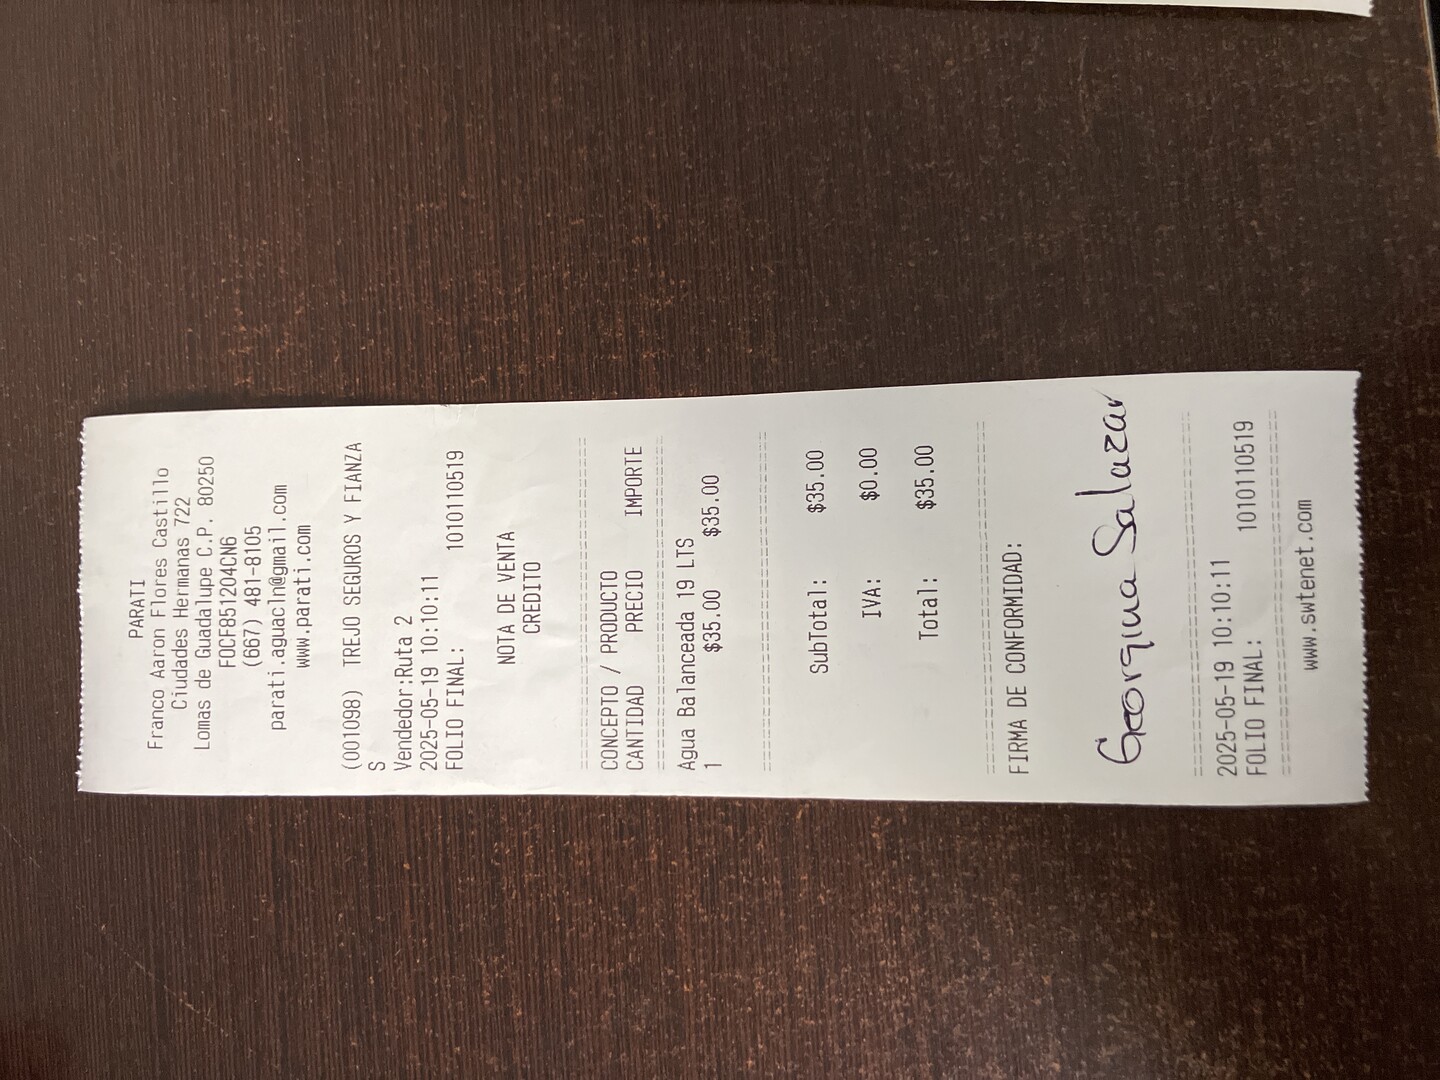 PARATI
Franco Aaron Flores Castillo
Ciudades Hermanas 722
Lomas de Guadalupe C.P. 80250
FOCF851204CN6
(667) 481-8105
parati.aguacln@gmail.com
www.parati.com
(001098) TREJO SEGUROS Y FIANZA
S
Vendedor:Ruta 2
2025-05-19 10:10:11
FOLIO FINAL: 1010110519
NOTA DE VENTA
CREDITO
CONCEPTO / PRODUCTO
CANTIDAD PRECIO IMPORTE
Agua Balanceada 19 LTS
1 $35.00 $35.00
SubTotal: $35.00
IVA: $0.00
Total: $35.00
FIRMA DE CONFORMIDAD:
Georgina Salazar
2025-05-19 10:10:11
FOLIO FINAL: 1010110519
www.swtenet.com